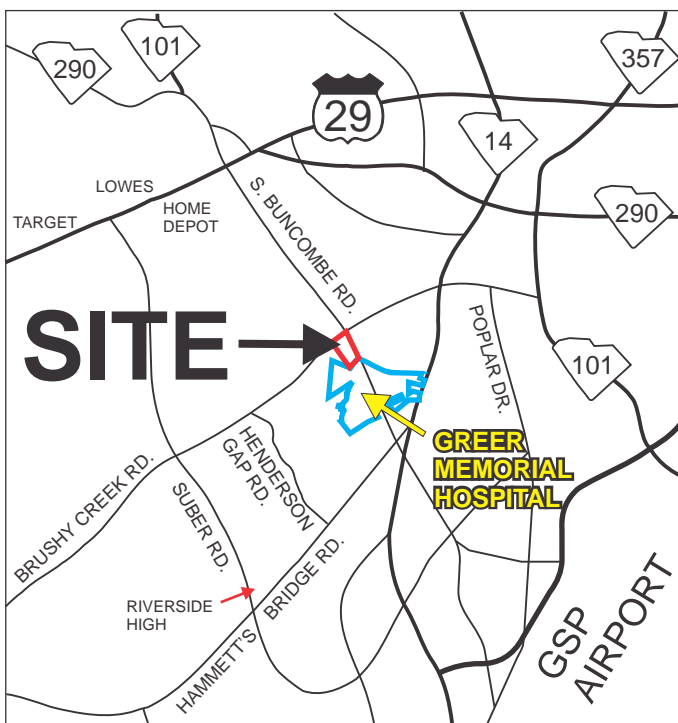 101
357
290
29
14
LOWES
HOME
DEPOT
TARGET
S. BUNCOMBE RD.
290
SITE
POPLAR DR.
101
GREER
MEMORIAL
HOSPITAL
HENDERSON
GAP RD.
BRUSHY CREEK RD.
SUBER RD.
RIVERSIDE
HIGH
HAMMETT'S BRIDGE RD.
GSP
AIRPORT